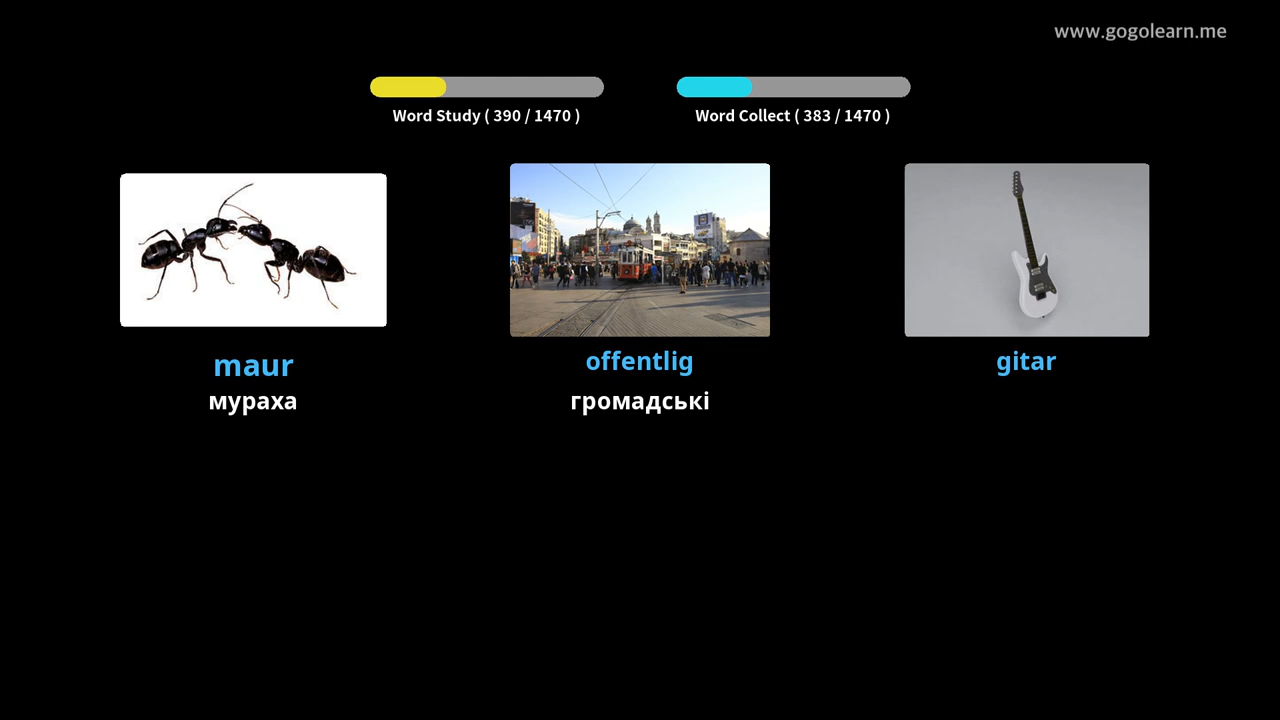 www.gogolearn.me
Word Study ( 390 / 1470 )
Word Collect ( 383 / 1470 )
maur
offentlig
gitar
мураха
громадські